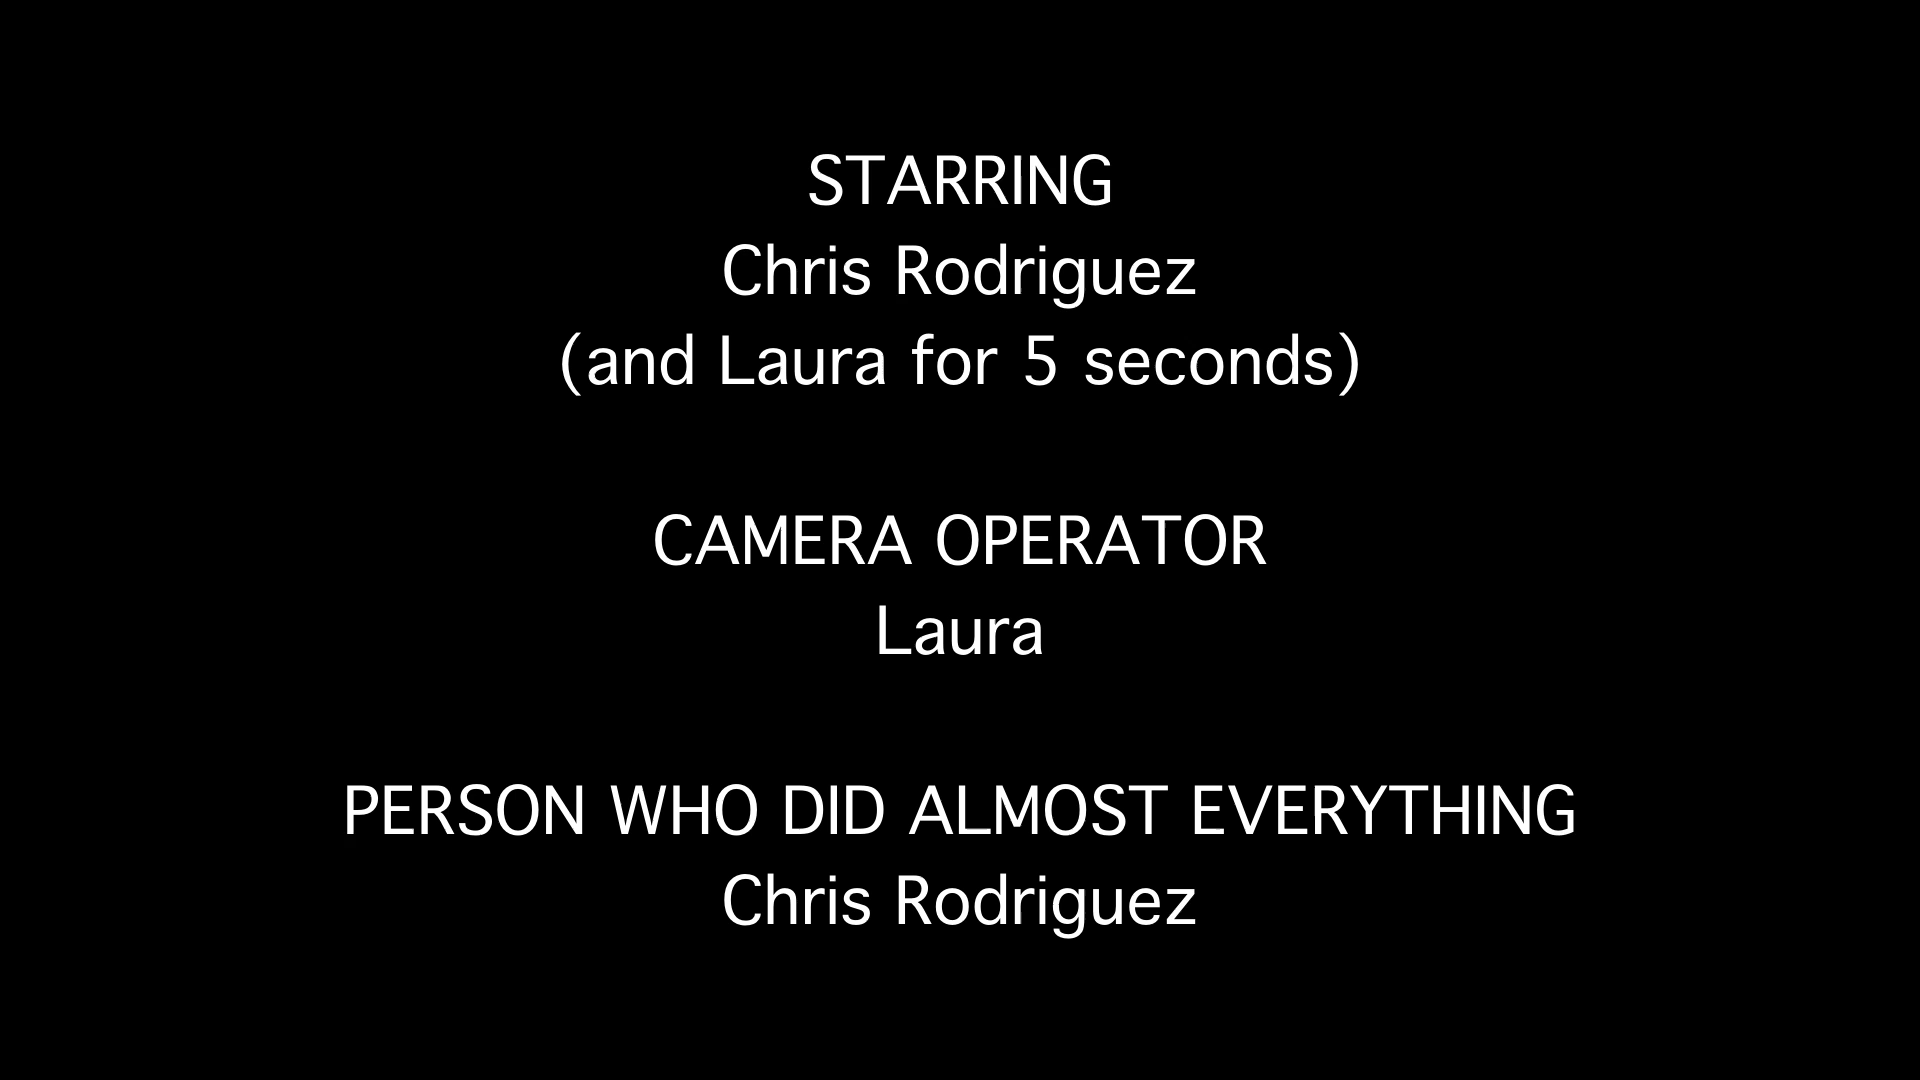 STARRING
Chris Rodriguez
(and Laura for 5 seconds)
CAMERA OPERATOR
Laura
PERSON WHO DID ALMOST EVERYTHING
Chris Rodriguez